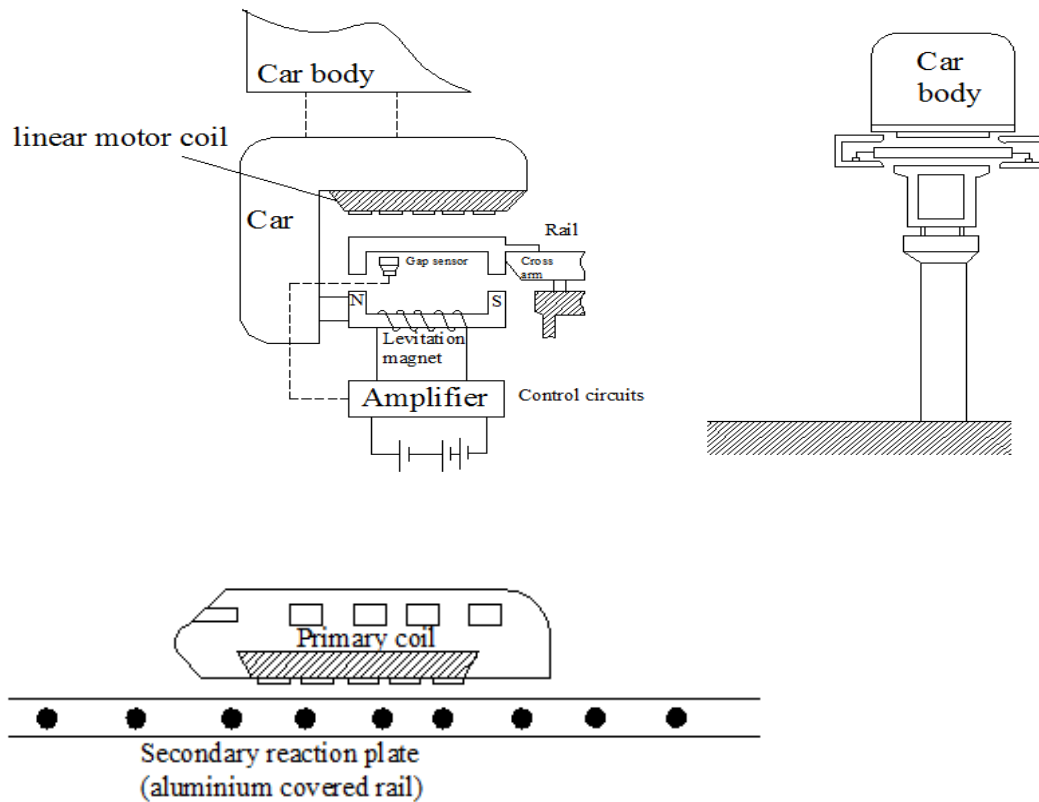 Car body
linear motor coil
Car
Rail
Gap sensor
Cross
arm
N
S
Levitation
magnet
Amplifier
Control circuits
Car
body
Primary coil
Secondary reaction plate
(aluminium covered rail)